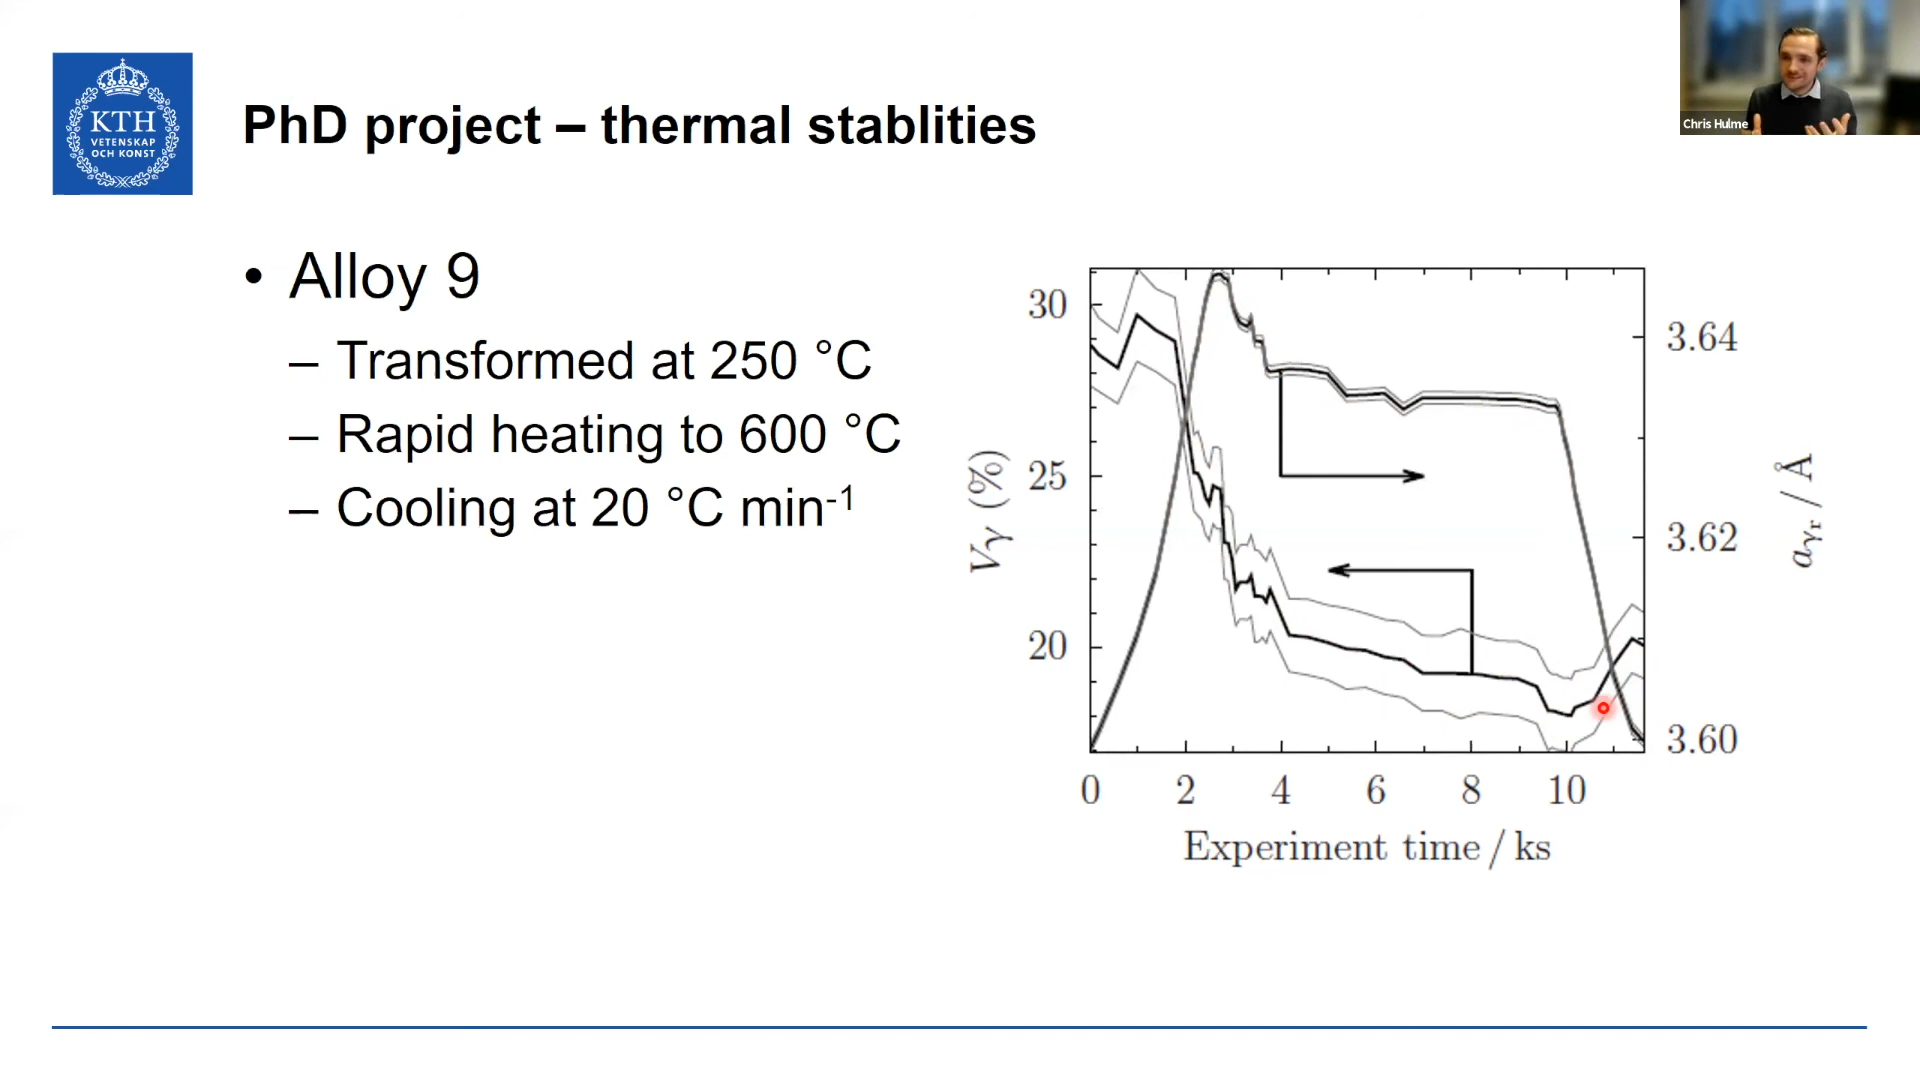 Chris Hulme
KTH
VETENSKAP
OCH KONST
PhD project – thermal stablities
• Alloy 9
– Transformed at 250 °C
– Rapid heating to 600 °C
– Cooling at 20 °C min-1
30
25
20
Vγ (%)
3.64
3.62
3.60
aγr / Å
0 2 4 6 8 10
Experiment time / ks